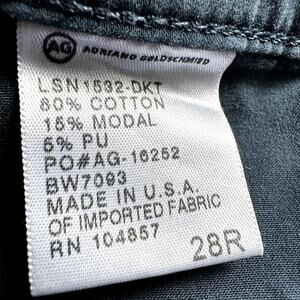 AG
ADRIANO GOLDSCHMIED
LSN1532-DKT
80% COTTON
15% MODAL
5% PU
PO#AG-16252
BW7093
MADE IN U.S.A.
OF IMPORTED FABRIC
RN 104857
28R